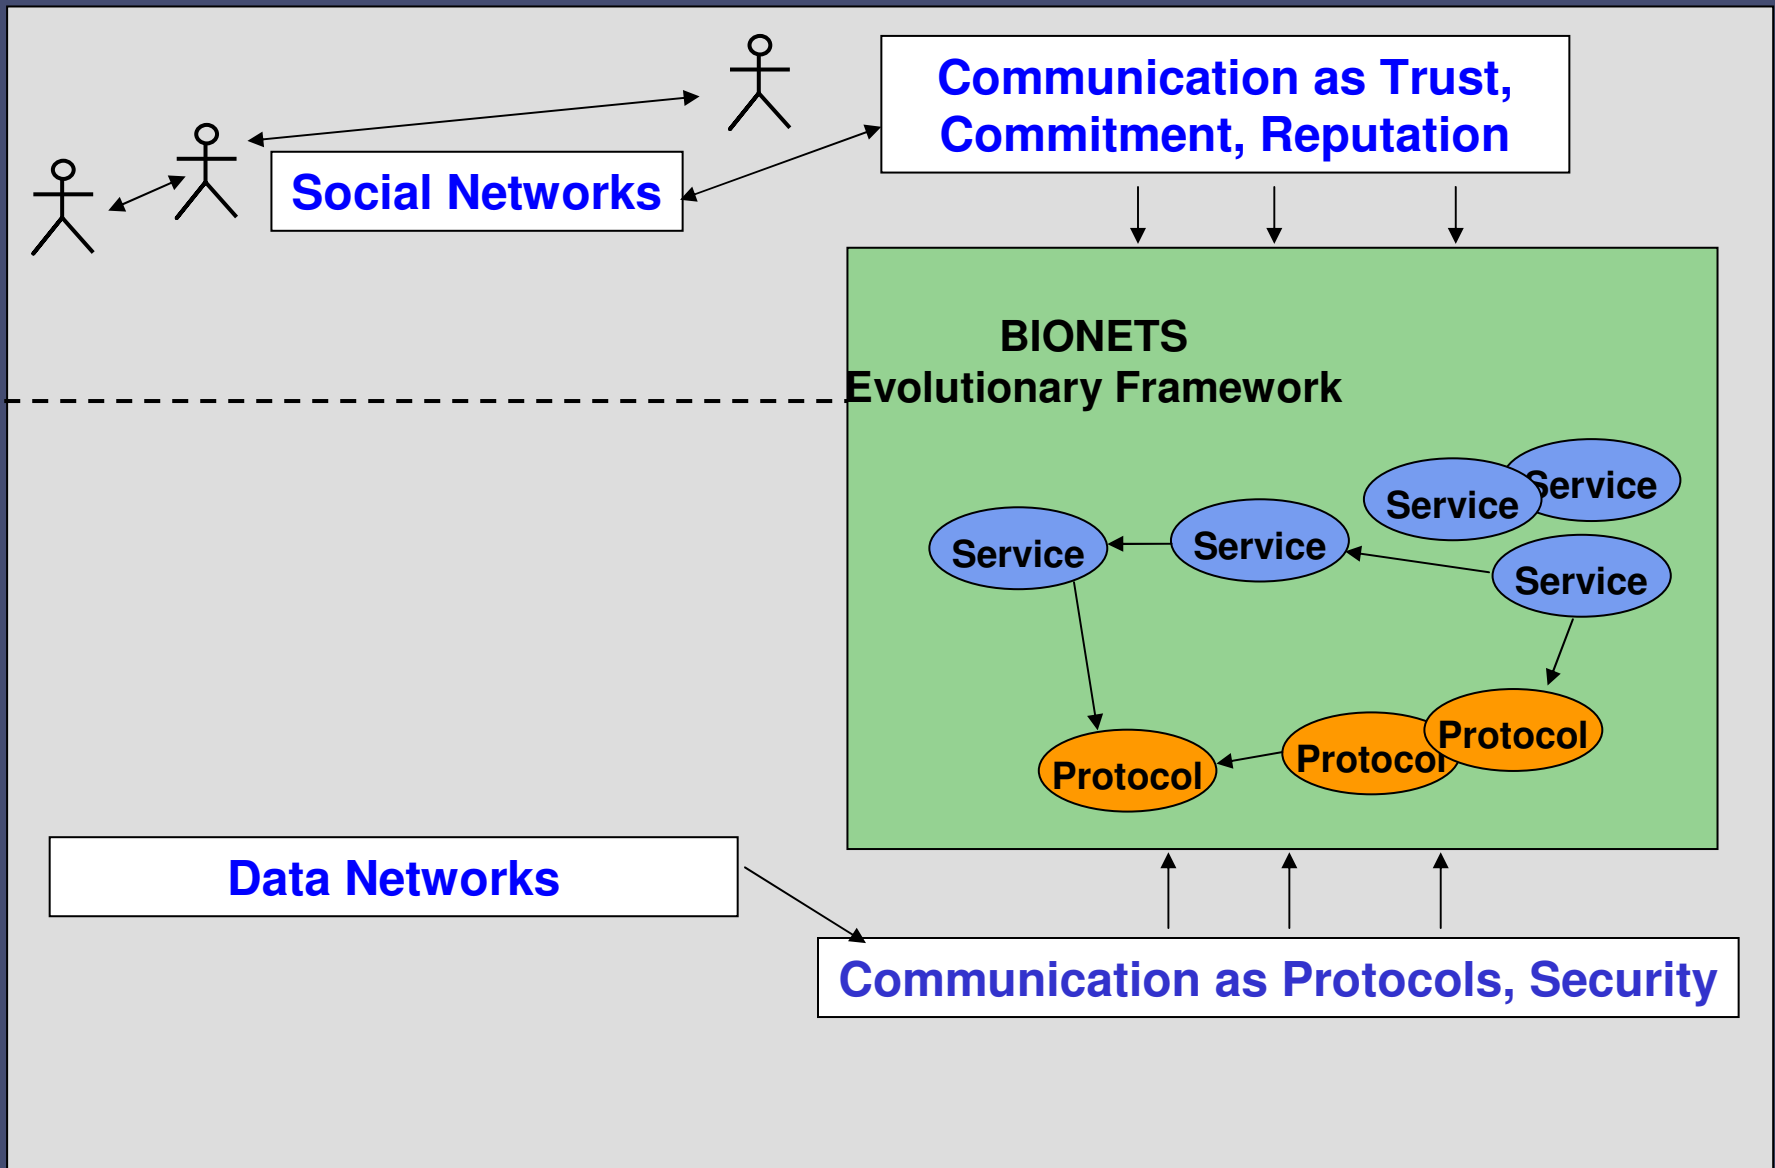 Communication as Trust,
Commitment, Reputation
Social Networks
BIONETS
Evolutionary Framework
Service
Service
Service
Service
Service
Protocol
Protocol
Protocol
Data Networks
Communication as Protocols, Security